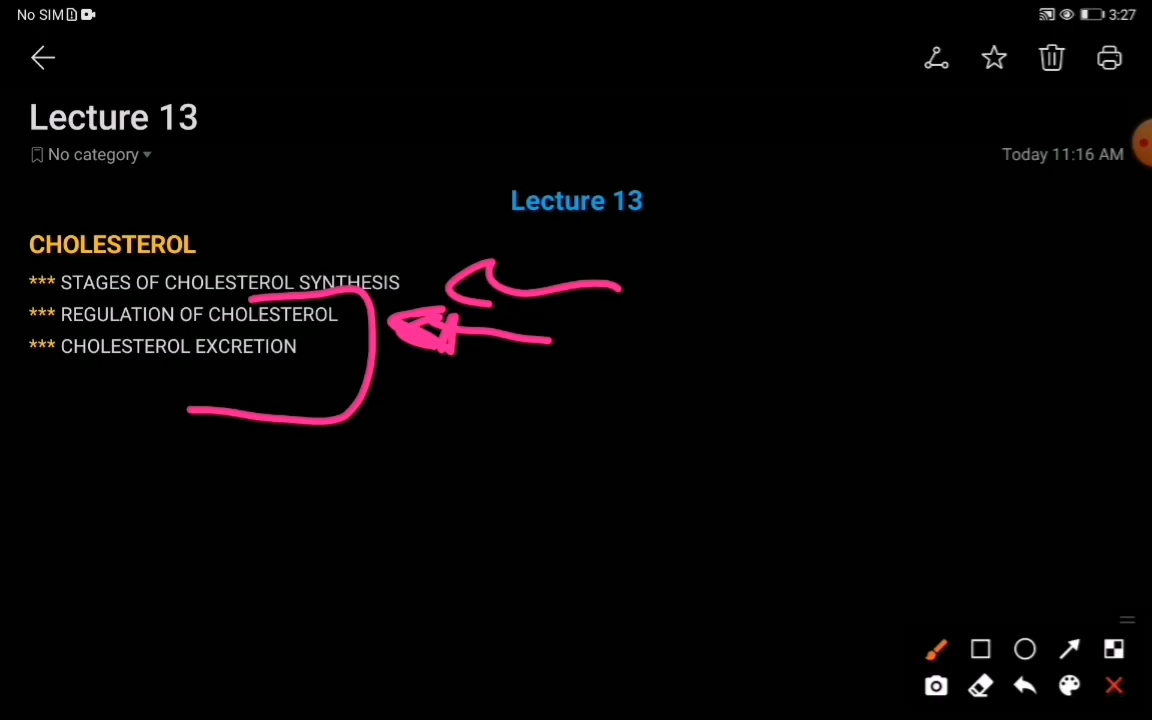 No SIM
3:27
Lecture 13
No category
Today 11:16 AM
Lecture 13
CHOLESTEROL
*** STAGES OF CHOLESTEROL SYNTHESIS
*** REGULATION OF CHOLESTEROL
*** CHOLESTEROL EXCRETION